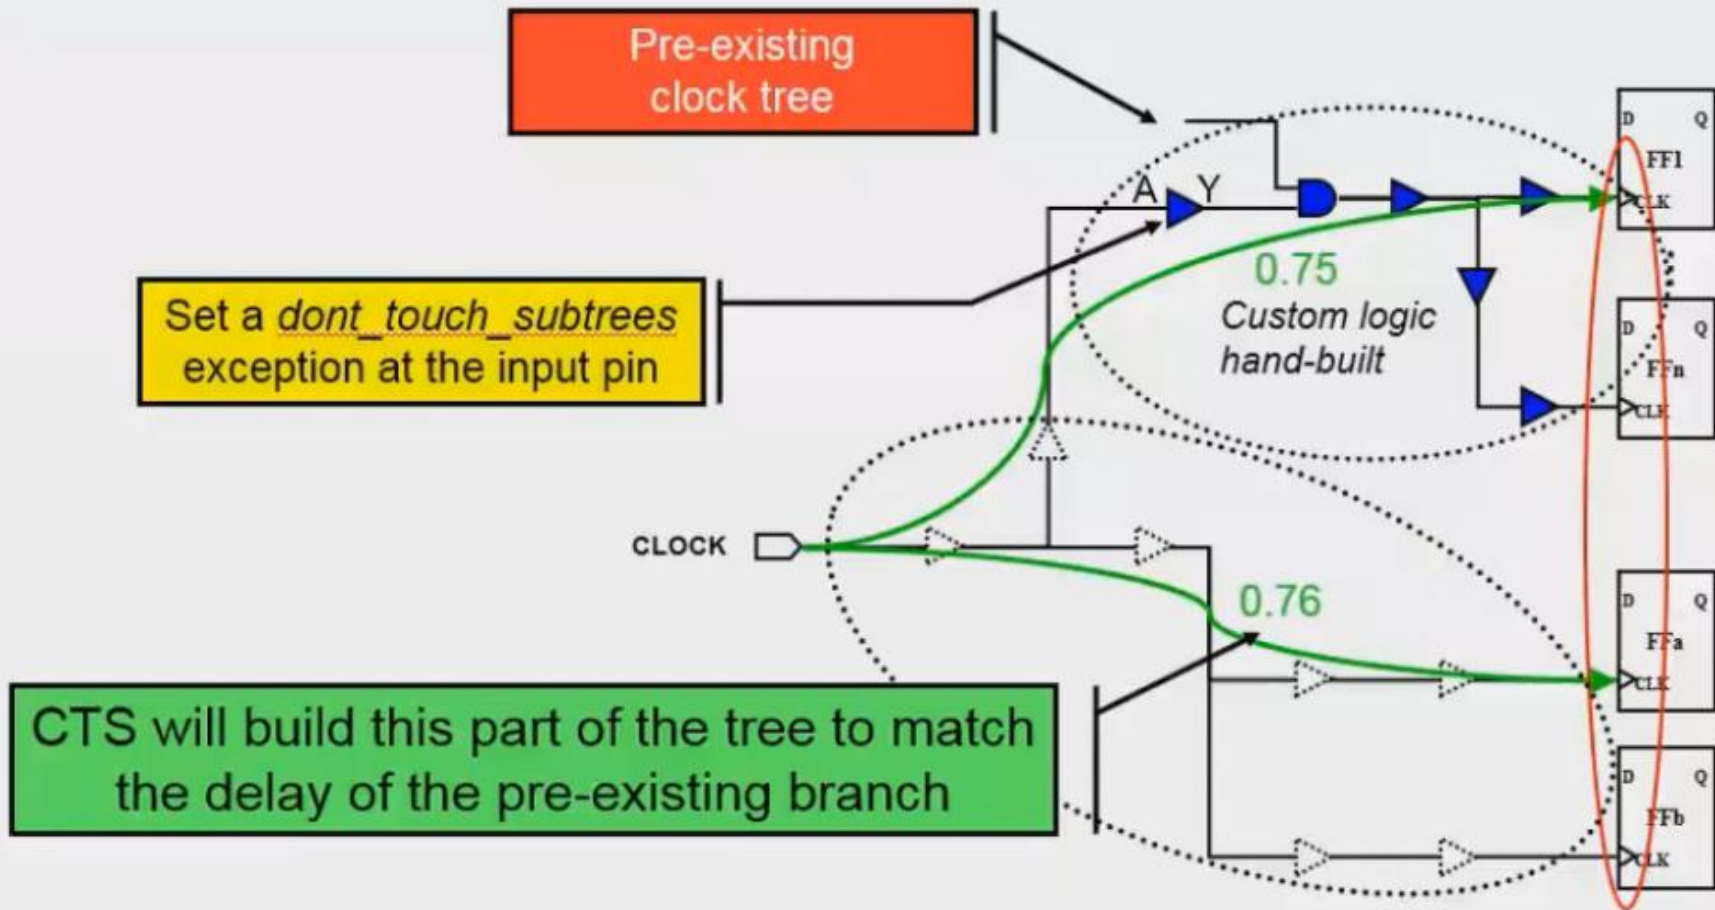 Pre-existing
clock tree
D Q
FF1
CLK
A Y
0.75
Custom logic
hand-built
Set a dont_touch_subtrees
exception at the input pin
D Q
FFn
CLK
CLOCK
0.76
D Q
FFa
CLK
CTS will build this part of the tree to match
the delay of the pre-existing branch
D Q
FFb
CLK